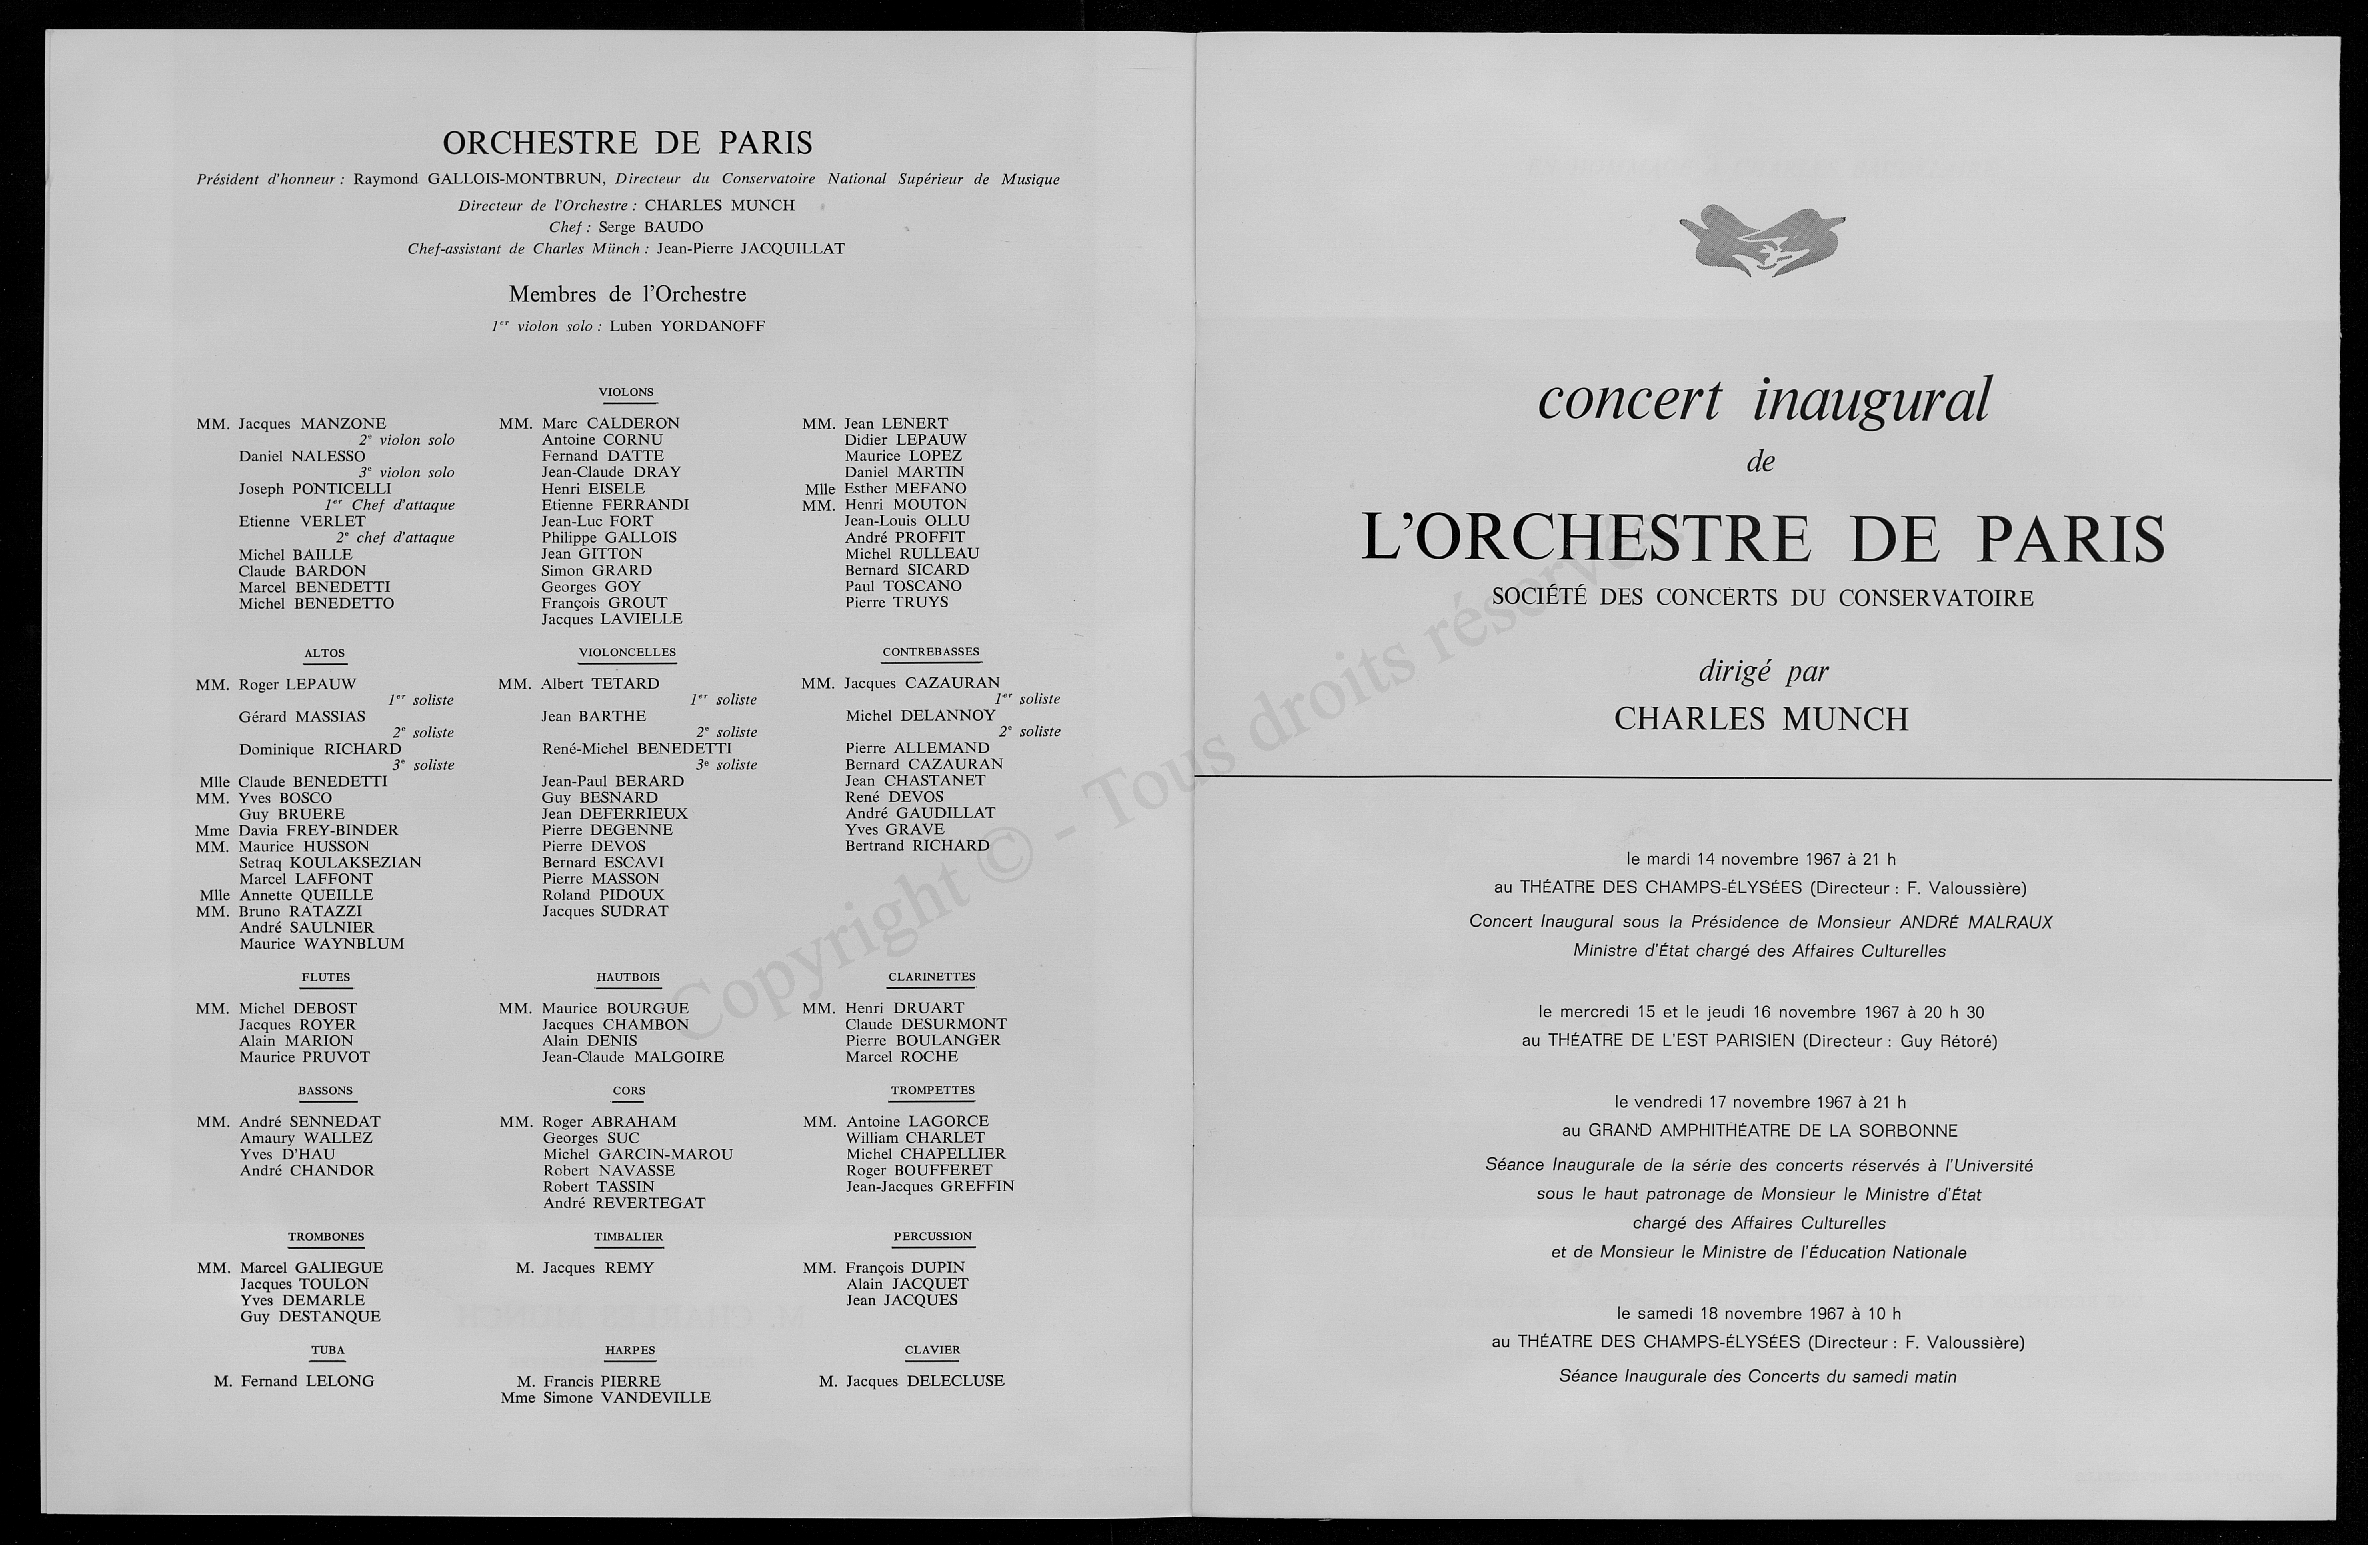 ORCHESTRE DE PARIS
Président d'honneur : Raymond GALLOIS-MONTBRUN, Directeur du Conservatoire National Supérieur de Musique
Directeur de l'Orchestre : CHARLES MUNCH
Chef : Serge BAUDO
Chef-assistant de Charles Münch : Jean-Pierre JACQUILLAT
Membres de l'Orchestre
1er violon solo : Luben YORDANOFF
VIOLONS
MM. Jacques MANZONE
2e violon solo
Daniel NALESSO
3e violon solo
Joseph PONTICELLI
1er Chef d'attaque
Etienne VERLET
2e chef d'attaque
Michel BAILLE
Claude BARDON
Marcel BENEDETTI
Michel BENEDETTO
MM. Marc CALDERON
Antoine CORNU
Fernand DATTE
Jean-Claude DRAY
Henri EISELE
Etienne FERRANDI
Jean-Luc FORT
Philippe GALLOIS
Jean GITTON
Simon GRARD
Georges GOY
François GROUT
Jacques LAVIELLE
MM. Jean LENERT
Didier LEPAUW
Maurice LOPEZ
Daniel MARTIN
Mlle Esther MEFANO
MM. Henri MOUTON
Jean-Louis OLLU
André PROFFIT
Michel RULLEAU
Bernard SICARD
Paul TOSCANO
Pierre TRUYS
ALTOS
MM. Roger LEPAUW
1er soliste
Gérard MASSIAS
2e soliste
Dominique RICHARD
3e soliste
Mlle Claude BENEDETTI
MM. Yves BOSCO
Guy BRUERE
Mme Davia FREY-BINDER
MM. Maurice HUSSON
Setraq KOULAKSEZIAN
Marcel LAFFONT
Mlle Annette QUEILLE
MM. Bruno RATAZZI
André SAULNIER
Maurice WAYNBLUM
VIOLONCELLES
MM. Albert TETARD
1er soliste
Jean BARTHE
2e soliste
René-Michel BENEDETTI
3e soliste
Jean-Paul BERARD
Guy BESNARD
Jean DEFERRIEUX
Pierre DEGENNE
Pierre DEVOS
Bernard ESCAVI
Pierre MASSON
Roland PIDOUX
Jacques SUDRAT
CONTREBASSES
MM. Jacques CAZAURAN
1er soliste
Michel DELANNOY
2e soliste
Pierre ALLEMAND
Bernard CAZAURAN
Jean CHASTANET
René DEVOS
André GAUDILLAT
Yves GRAVE
Bertrand RICHARD
FLUTES
MM. Michel DEBOST
Jacques ROYER
Alain MARION
Maurice PRUVOT
HAUTBOIS
MM. Maurice BOURGUE
Jacques CHAMBON
Alain DENIS
Jean-Claude MALGOIRE
CLARINETTES
MM. Henri DRUART
Claude DESURMONT
Pierre BOULANGER
Marcel ROCHE
BASSONS
MM. André SENNEDAT
Amaury WALLEZ
Yves D'HAU
André CHANDOR
CORS
MM. Roger ABRAHAM
Georges SUC
Michel GARCIN-MAROU
Robert NAVASSE
Robert TASSIN
André REVERTEGAT
TROMPETTES
MM. Antoine LAGORCE
William CHARLET
Michel CHAPELLIER
Roger BOUFFERET
Jean-Jacques GREFFIN
TROMBONES
MM. Marcel GALIEGUE
Jacques TOULON
Yves DEMARLE
Guy DESTANQUE
TIMBALIER
M. Jacques REMY
PERCUSSION
MM. François DUPIN
Alain JACQUET
Jean JACQUES
TUBA
M. Fernand LELONG
HARPES
M. Francis PIERRE
Mme Simone VANDEVILLE
CLAVIER
M. Jacques DELECLUSE
concert inaugural
de
L'ORCHESTRE DE PARIS
SOCIÉTÉ DES CONCERTS DU CONSERVATOIRE
dirigé par
CHARLES MUNCH
le mardi 14 novembre 1967 à 21 h
au THÉATRE DES CHAMPS-ÉLYSÉES (Directeur : F. Valoussière)
Concert Inaugural sous la Présidence de Monsieur ANDRÉ MALRAUX
Ministre d'État chargé des Affaires Culturelles
le mercredi 15 et le jeudi 16 novembre 1967 à 20 h 30
au THÉATRE DE L'EST PARISIEN (Directeur : Guy Rétoré)
le vendredi 17 novembre 1967 à 21 h
au GRAND AMPHITHÉATRE DE LA SORBONNE
Séance Inaugurale de la série des concerts réservés à l'Université
sous le haut patronage de Monsieur le Ministre d'État
chargé des Affaires Culturelles
et de Monsieur le Ministre de l'Éducation Nationale
le samedi 18 novembre 1967 à 10 h
au THÉATRE DES CHAMPS-ÉLYSÉES (Directeur : F. Valoussière)
Séance Inaugurale des Concerts du samedi matin
Copyright © - Tous droits réservés